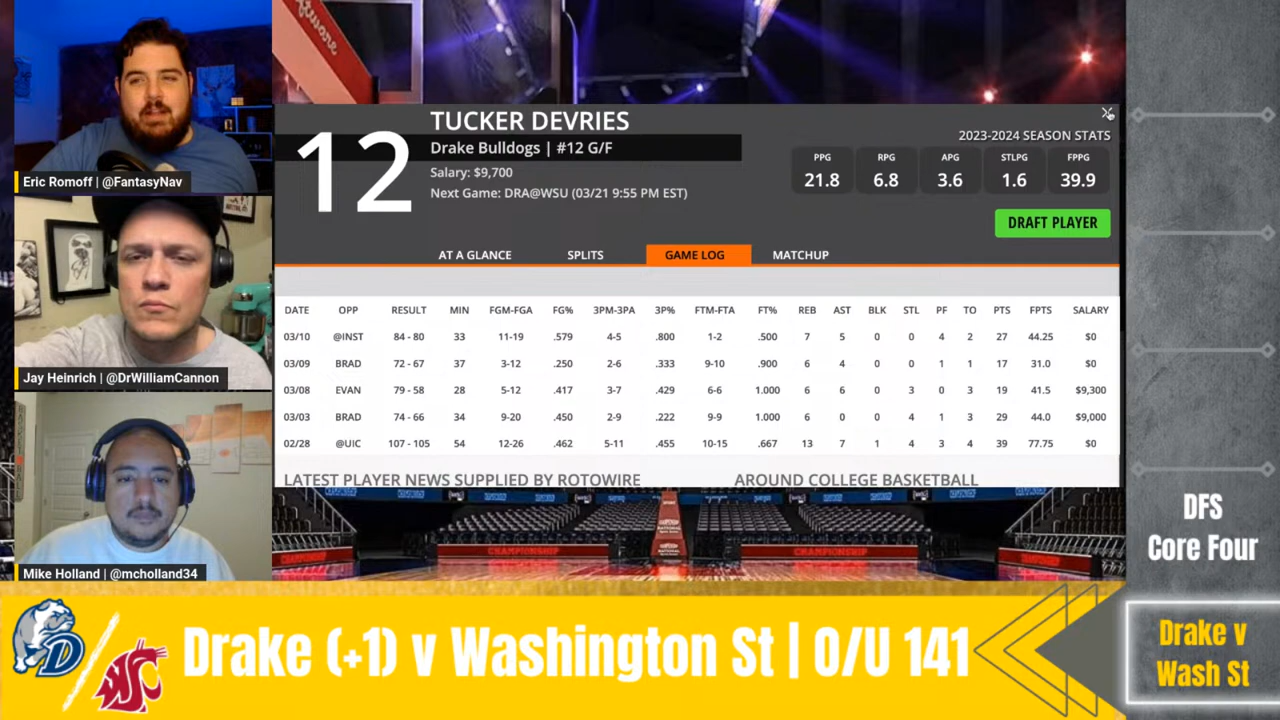 Eric Romoff | @FantasyNav
Jay Heinrich | @DrWilliamCannon
Mike Holland | @mcholland34
12
TUCKER DEVRIES
Drake Bulldogs | #12 G/F
Salary: $9,700
Next Game: DRA@WSU (03/21 9:55 PM EST)
2023-2024 SEASON STATS
PPG RPG APG STLPG FPPG
21.8 6.8 3.6 1.6 39.9
DRAFT PLAYER
AT A GLANCE SPLITS GAME LOG MATCHUP
DATE OPP RESULT MIN FGM-FGA FG% 3PM-3PA 3P% FTM-FTA FT% REB AST BLK STL PF TO PTS FPTS SALARY
03/10 @INST 84 - 80 33 11-19 .579 4-5 .800 1-2 .500 7 5 0 0 4 2 27 44.25 $0
03/09 BRAD 72 - 67 37 3-12 .250 2-6 .333 9-10 .900 6 4 0 0 1 1 17 31.0 $0
03/08 EVAN 79 - 58 28 5-12 .417 3-7 .429 6-6 1.000 6 6 0 3 0 3 19 41.5 $9,300
03/03 BRAD 74 - 66 34 9-20 .450 2-9 .222 9-9 1.000 6 0 0 4 1 3 29 44.0 $9,000
02/28 @UIC 107 - 105 54 12-26 .462 5-11 .455 10-15 .667 13 7 1 4 3 4 39 77.75 $0
LATEST PLAYER NEWS SUPPLIED BY ROTOWIRE AROUND COLLEGE BASKETBALL
CHAMPIONSHIP
CHAMPIONSHIP
DFS
Core Four
D
WSC
Drake (+1) v Washington St | O/U 141
Drake v
Wash St